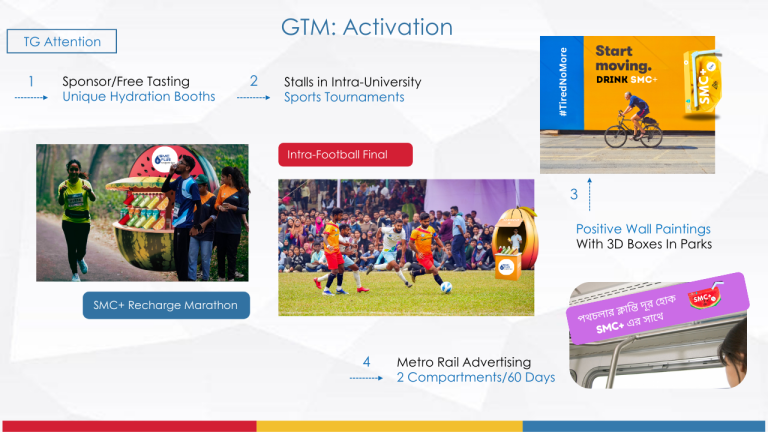 GTM: Activation
TG Attention
1
Sponsor/Free Tasting
Unique Hydration Booths
2
Stalls in Intra-University
Sports Tournaments
#TiredNoMore
Start
moving.
DRINK SMC+
SMC+
Intra-Football Final
3
Positive Wall Paintings
With 3D Boxes In Parks
SMC+ Recharge Marathon
পথচলার ক্লান্তি দূর হোক
SMC+ এর সাথে
SMC+
4
Metro Rail Advertising
2 Compartments/60 Days